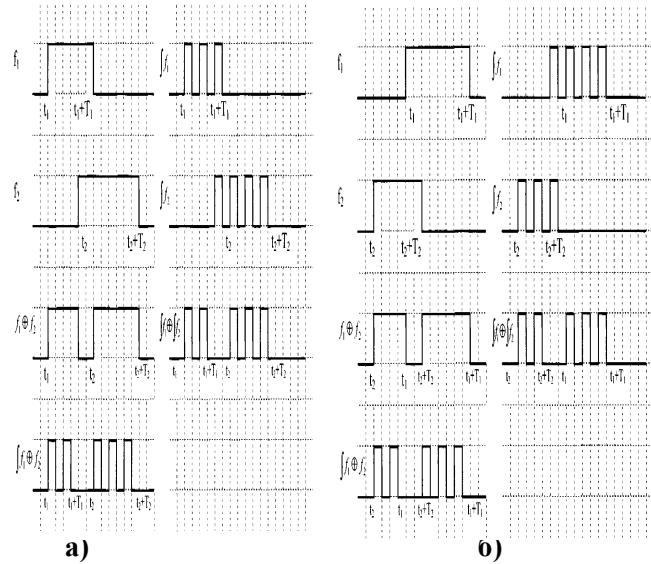 f₁
t₁ t₁+T₁
∫f₁
t₁ t₁+T₁
f₂
t₂ t₂+T₂
∫f₂
t₂ t₂+T₂
f₁⊕f₂
t₁ t₂ t₂+T₂
∫f₁⊕∫f₂
t₁ t₁+T₁ t₂ t₂+T₂
∫f₁⊕f₂
t₁ t₁+T₁ t₂ t₂+T₂
а)
f₁
t₁ t₁+T₁
∫f₁
t₁ t₁+T₁
f₂
t₂ t₂+T₂
∫f₂
t₂ t₂+T₂
f₁⊕f₂
t₂ t₁ t₂+T₂ t₁+T₁
∫f₁⊕∫f₂
t₂ t₂+T₂ t₁ t₁+T₁
∫f₁⊕f₂
t₂ t₁ t₂+T₂ t₁+T₁
б)